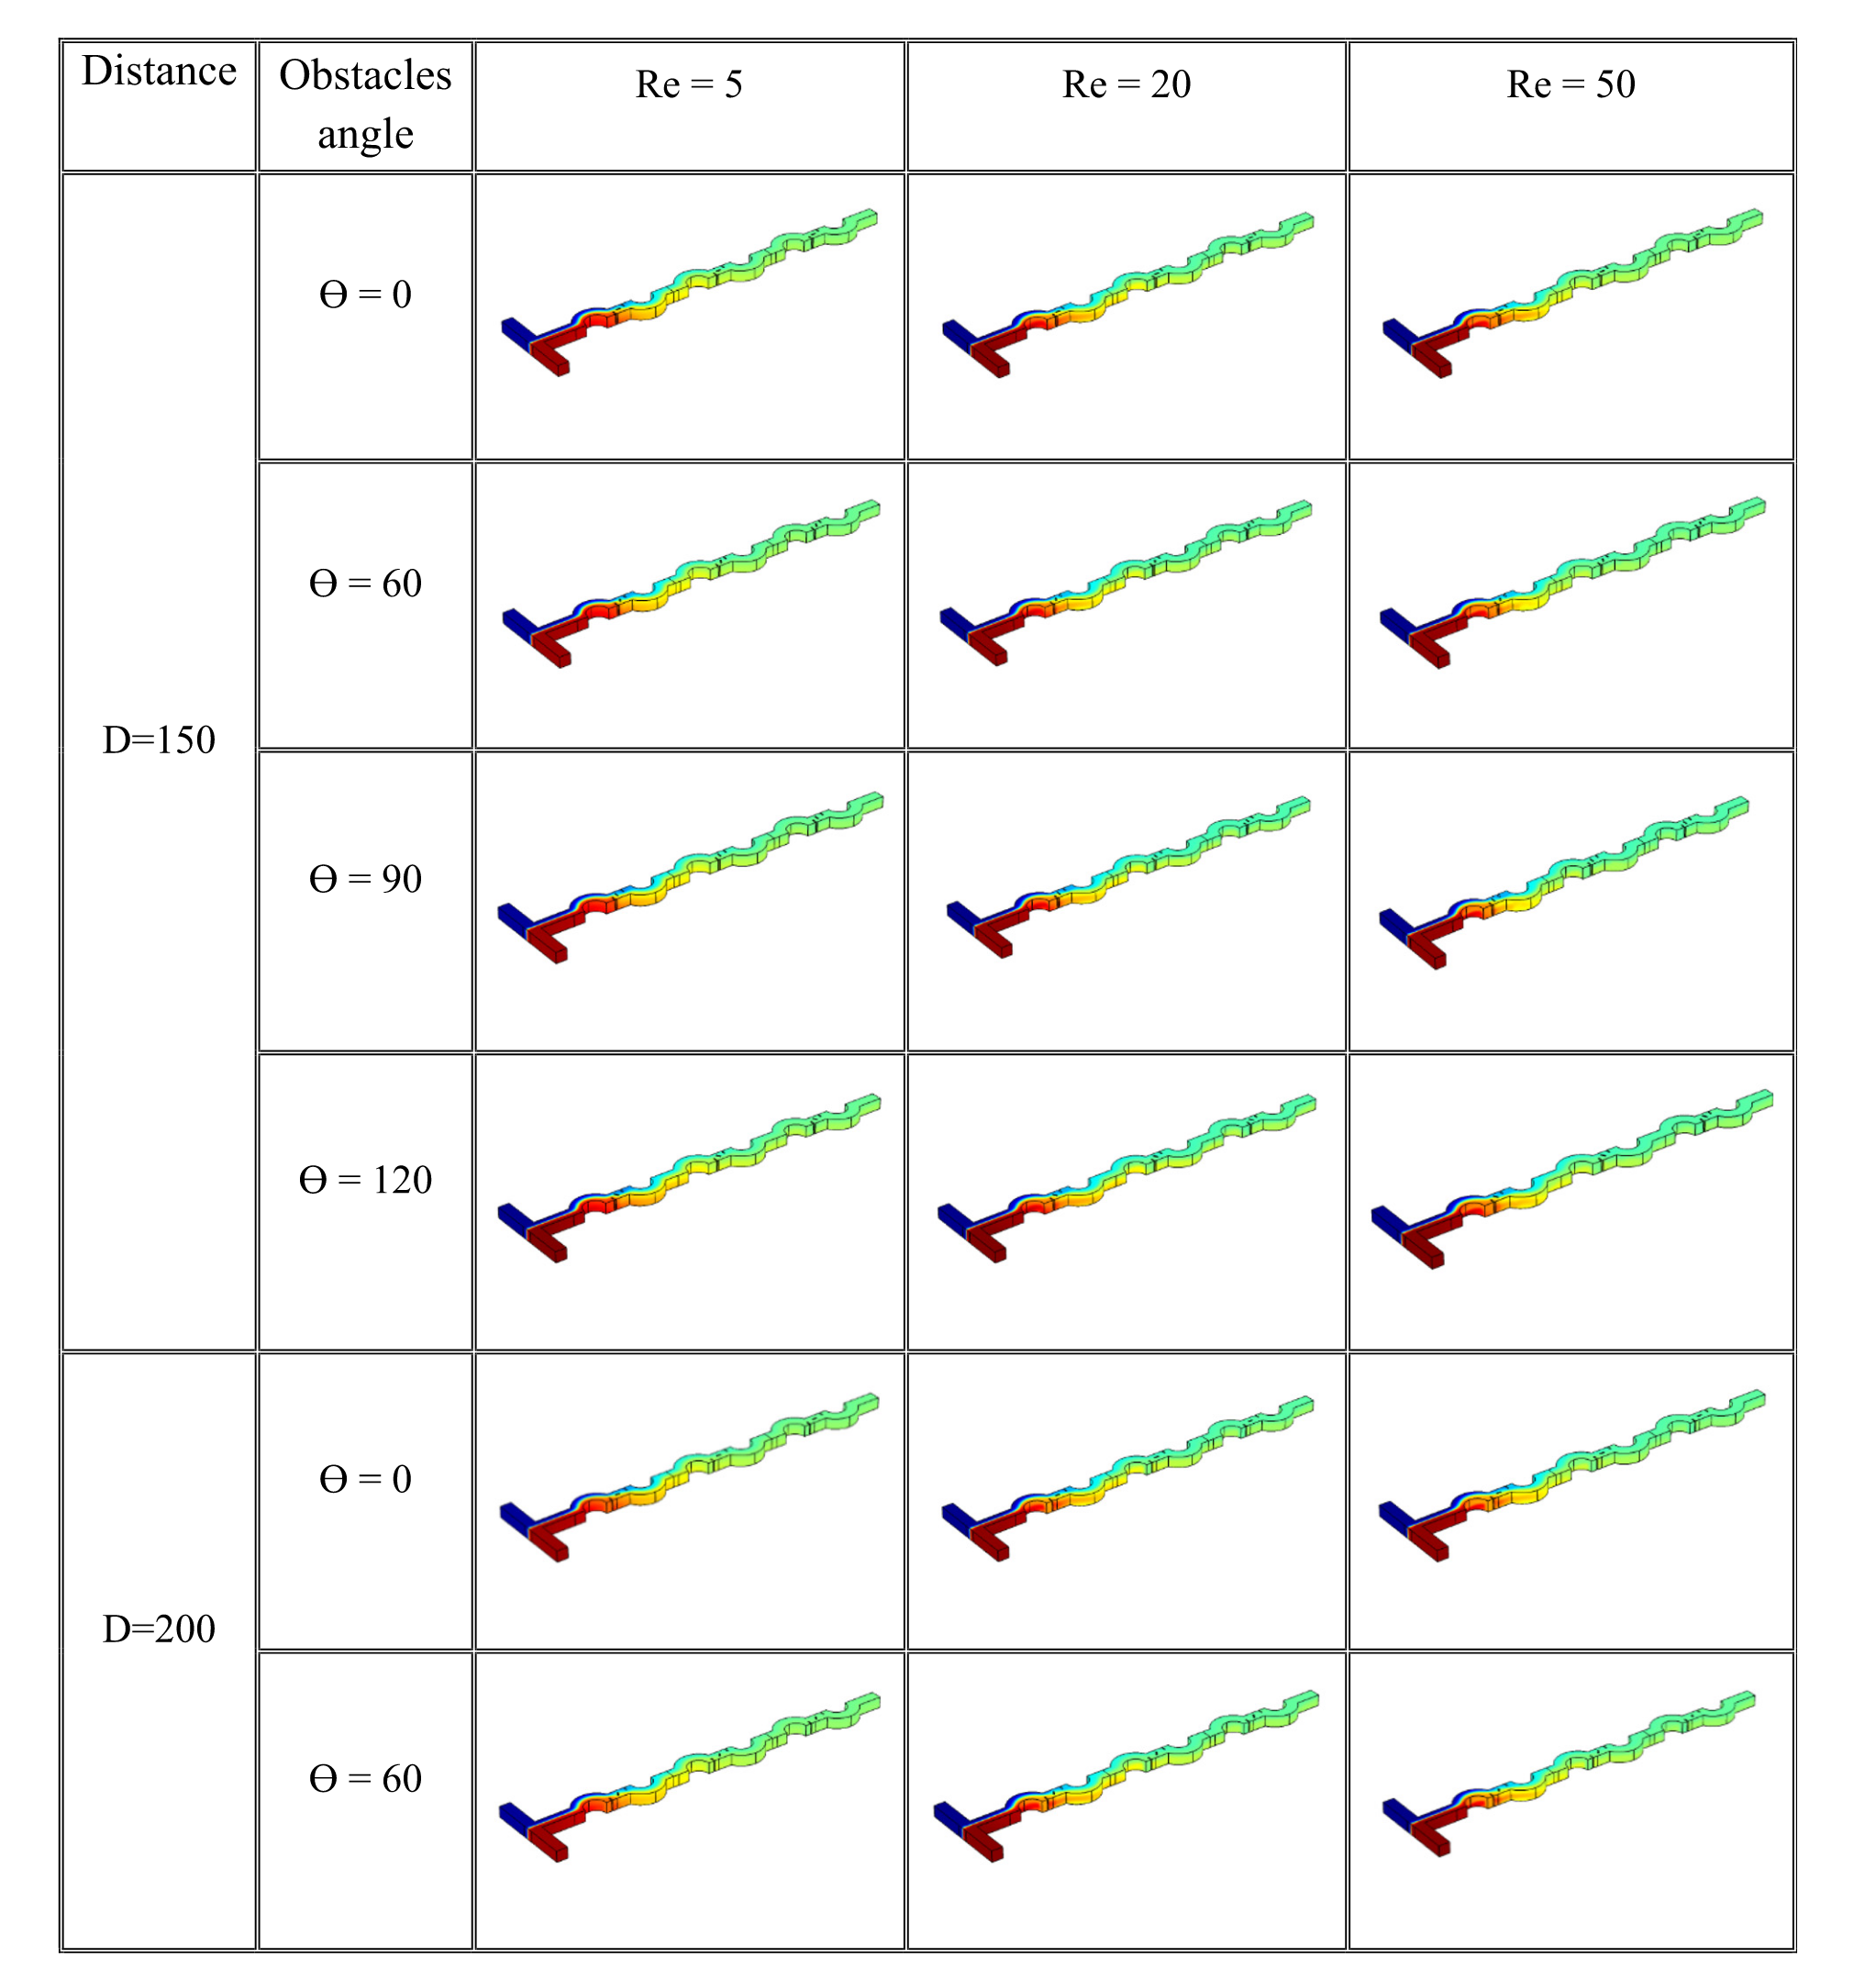 Distance
Obstacles
angle
Re = 5
Re = 20
Re = 50
D=150
Ө = 0
Ө = 60
Ө = 90
Ө = 120
D=200
Ө = 0
Ө = 60